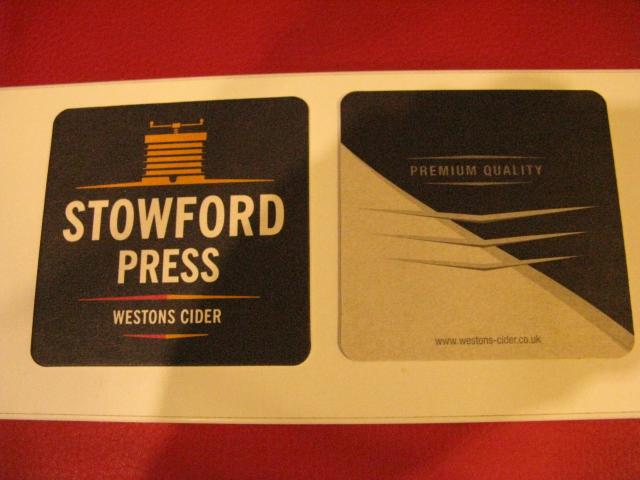 STOWFORD
PRESS
WESTONS CIDER
PREMIUM QUALITY
www.westons-cider.co.uk